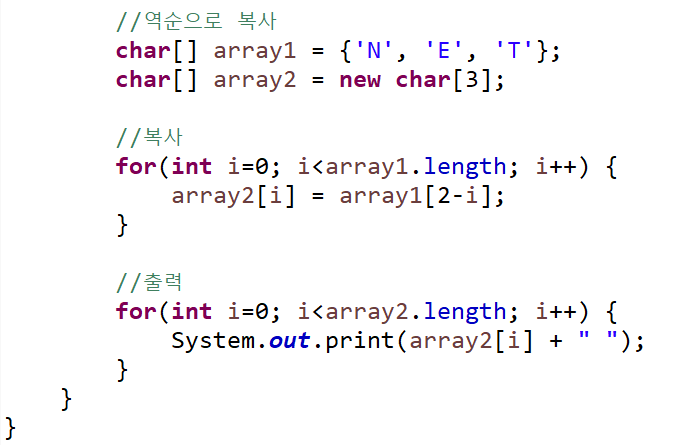 //역순으로 복사
char[] array1 = {'N', 'E', 'T'};
char[] array2 = new char[3];
//복사
for(int i=0; i<array1.length; i++) {
array2[i] = array1[2-i];
}
//출력
for(int i=0; i<array2.length; i++) {
System.out.print(array2[i] + " ");
}
}
}